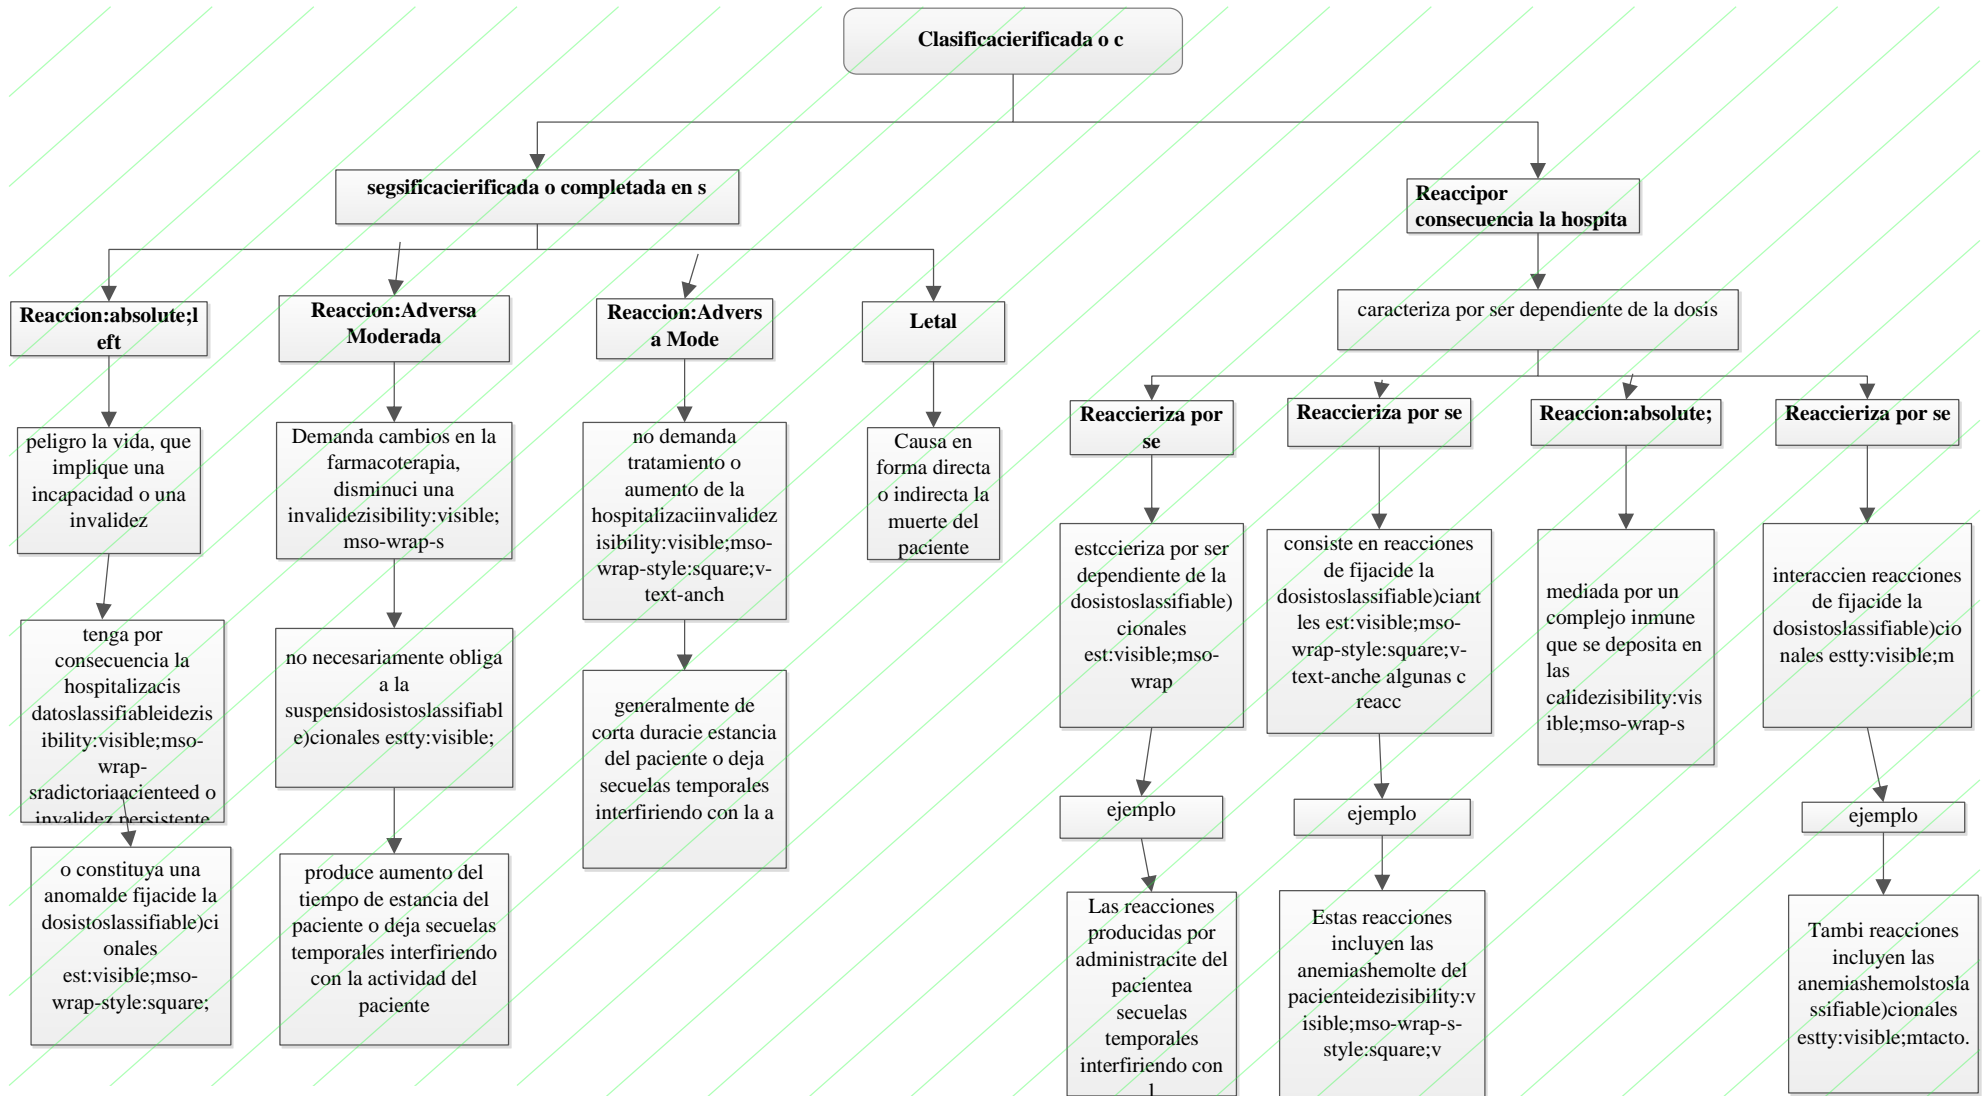 Clasificacierificada o c
segsificacierificada o completada en s
Reaccipor
consecuencia la hospita
Reaccion:absolute;l
eft
Reaccion:Adversa
Moderada
Reaccion:Advers
a Mode
Letal
caracteriza por ser dependiente de la dosis
peligro la vida, que
implique una
incapacidad o una
invalidez
Demanda cambios en la
farmacoterapia,
disminuci una
invalidezisibility:visible;
mso-wrap-s
no demanda
tratamiento o
aumento de la
hospitalizaciinvalidez
isibility:visible;mso-
wrap-style:square;v-
text-anch
Causa en
forma directa
o indirecta la
muerte del
paciente
Reaccieriza por
se
Reaccieriza por se
Reaccion:absolute;
Reaccieriza por se
tenga por
consecuencia la
hospitalizacis
datoslassifiableidezis
ibility:visible;mso-
wrap-
sradictoriaacienteed o
invalidez persistente
no necesariamente obliga
a la
suspensidosistoslassifiabl
e)cionales estty:visible;
generalmente de
corta duracie estancia
del paciente o deja
secuelas temporales
interfiriendo con la a
estccieriza por ser
dependiente de la
dosistoslassifiable)
cionales
est:visible;mso-
wrap
consiste en reacciones
de fijacide la
dosistoslassifiable)ciant
les est:visible;mso-
wrap-style:square;v-
text-anche algunas c
reacc
mediada por un
complejo inmune
que se deposita en
las
calidezisibility:vis
ible;mso-wrap-s
interaccien reacciones
de fijacide la
dosistoslassifiable)cio
nales estty:visible;m
o constituya una
anomalde fijacide la
dosistoslassifiable)ci
onales
est:visible;mso-
wrap-style:square;
produce aumento del
tiempo de estancia del
paciente o deja secuelas
temporales interfiriendo
con la actividad del
paciente
ejemplo
ejemplo
ejemplo
Las reacciones
producidas por
administracite del
pacientea
secuelas
temporales
interfiriendo con
l
Estas reacciones
incluyen las
anemiashemolte del
pacienteidezisibility:v
isible;mso-wrap-s-
style:square;v
Tambi reacciones
incluyen las
anemiashemolstosla
ssifiable)cionales
estty:visible;mtacto.